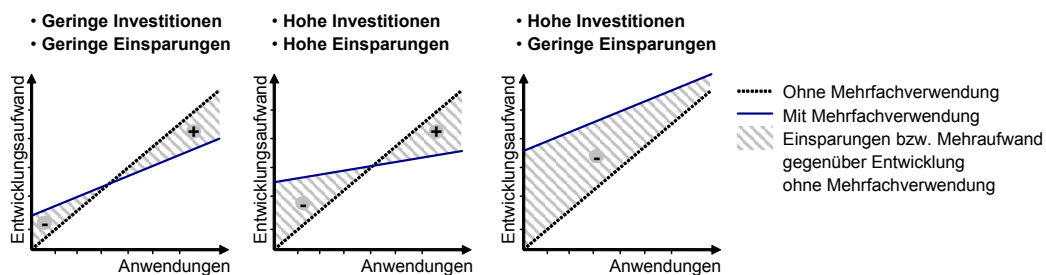 • Geringe Investitionen
• Geringe Einsparungen
• Hohe Investitionen
• Hohe Einsparungen
• Hohe Investitionen
• Geringe Einsparungen
Entwicklungsaufwand
+
-
Anwendungen
Entwicklungsaufwand
+
-
Anwendungen
Entwicklungsaufwand
-
Anwendungen
Ohne Mehrfachverwendung
Mit Mehrfachverwendung
Einsparungen bzw. Mehraufwand
gegenüber Entwicklung
ohne Mehrfachverwendung